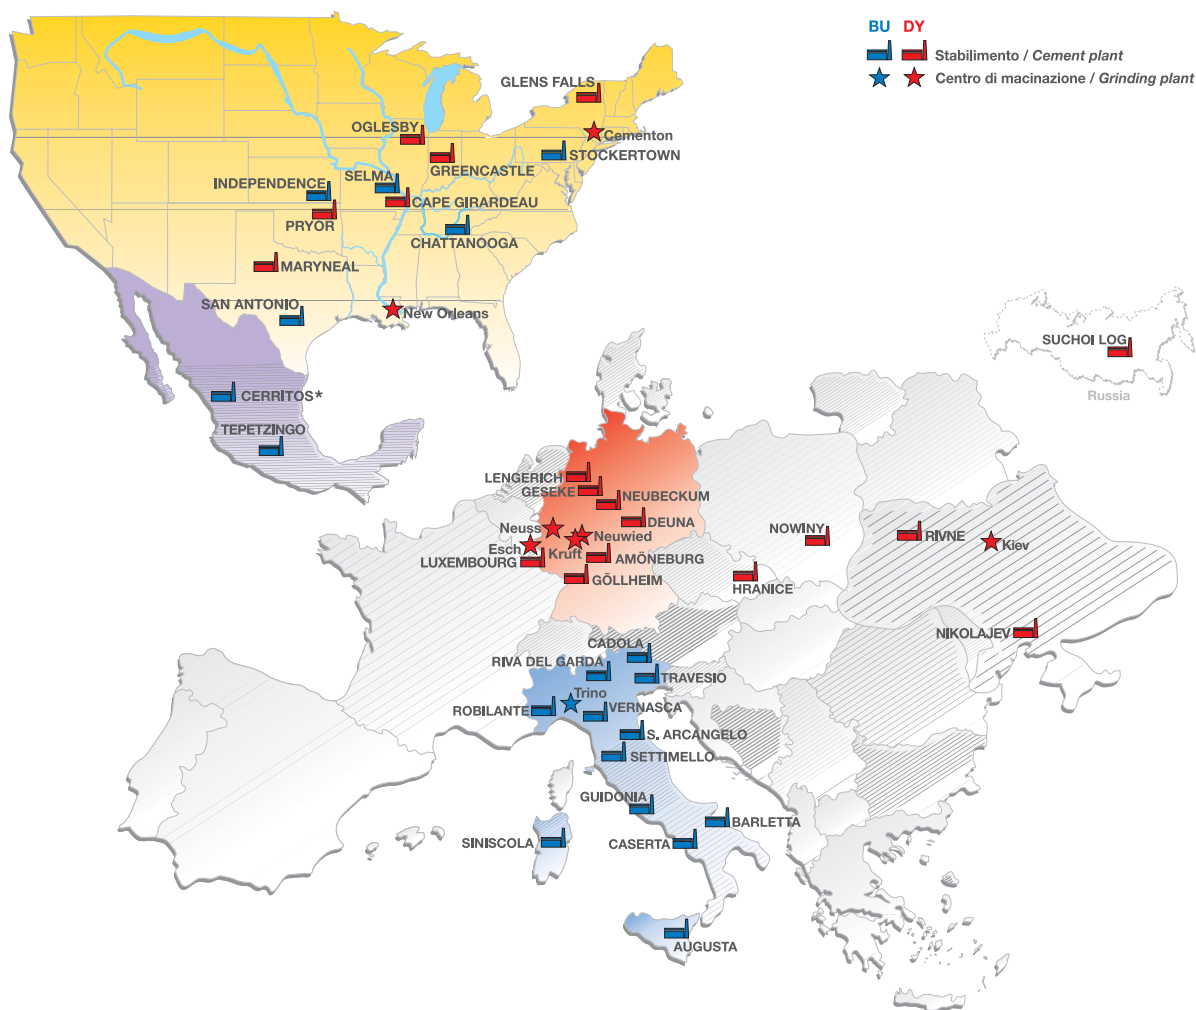 BU DY
Stabilimento / Cement plant
Centro di macinazione / Grinding plant
GLENS FALLS
OGLESBY
Cementon
STOCKERTOWN
GREENCASTLE
SELMA
INDEPENDENCE
CAPE GIRARDEAU
PRYOR
CHATTANOOGA
MARYNEAL
SAN ANTONIO
New Orleans
SUCHOI LOG
Russia
CERRITOS*
TEPETZINGO
LENGERICH
GESEKE
NEUBECKUM
DEUNA
Neuss
Neuwied
NOWINY
RIVNE
Kiev
Esch
Kruft
LUXEMBOURG
AMÖNEBURG
GÖLLHEIM
HRANICE
NIKOLAJEV
CADOLA
RIVA DEL GARDA
TRAVESIO
Trino
ROBILANTE
VERNASCA
S. ARCANGELO
SETTIMELLO
GUIDONIA
BARLETTA
SINISCOLA
CASERTA
AUGUSTA